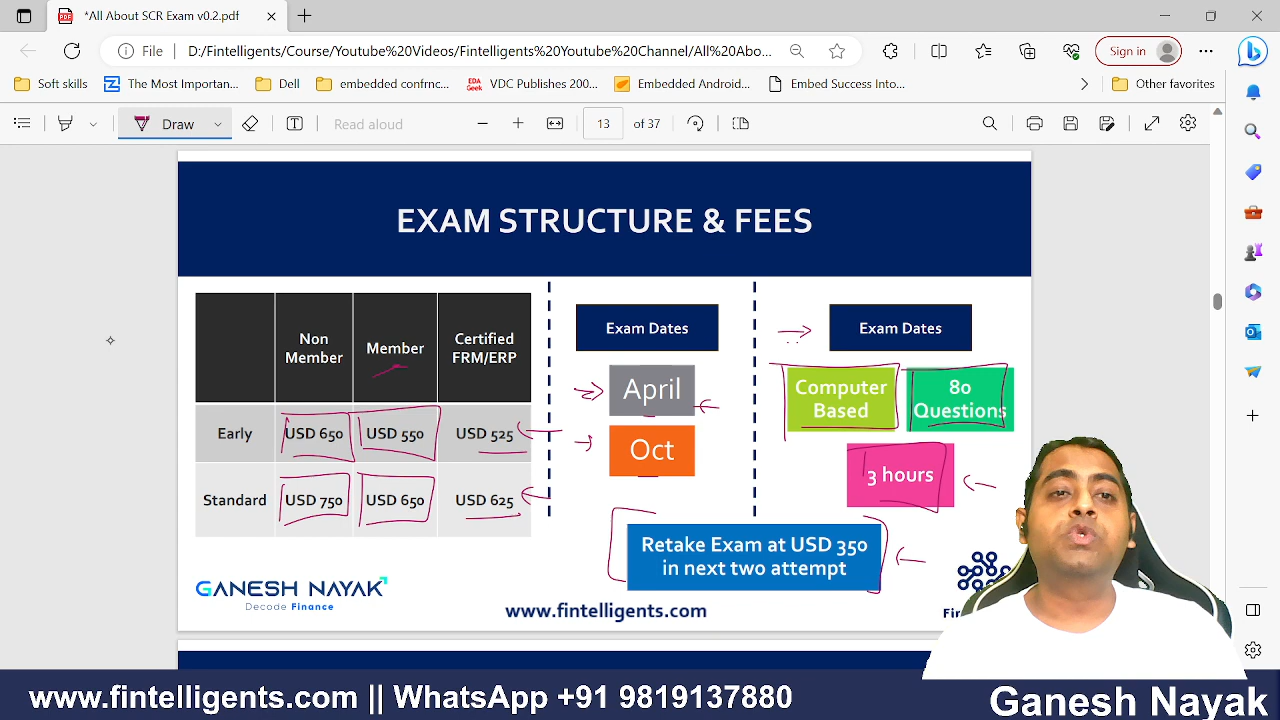 *All About SCR Exam v0.2.pdf
File
D:/Fintelligents/Course/Youtube%20Videos/Fintelligents%20Youtube%20Channel/All%20Abo...
Sign in
Soft skills
The Most Importan...
Dell
embedded confrnc...
EDA
Geek
VDC Publishes 200...
Embedded Android...
Embed Success Into...
Other favorites
Draw
Read aloud
13
of 37
EXAM STRUCTURE & FEES
Non
Member
Member
Certified
FRM/ERP
Early
USD 650
USD 550
USD 525
Standard
USD 750
USD 650
USD 625
Exam Dates
April
Oct
Exam Dates
Computer
Based
80
Questions
3 hours
Retake Exam at USD 350
in next two attempt
GANESH NAYAK
Decode Finance
www.fintelligents.com
Fin
www.fintelligents.com || WhatsApp +91 9819137880
Ganesh Nayak